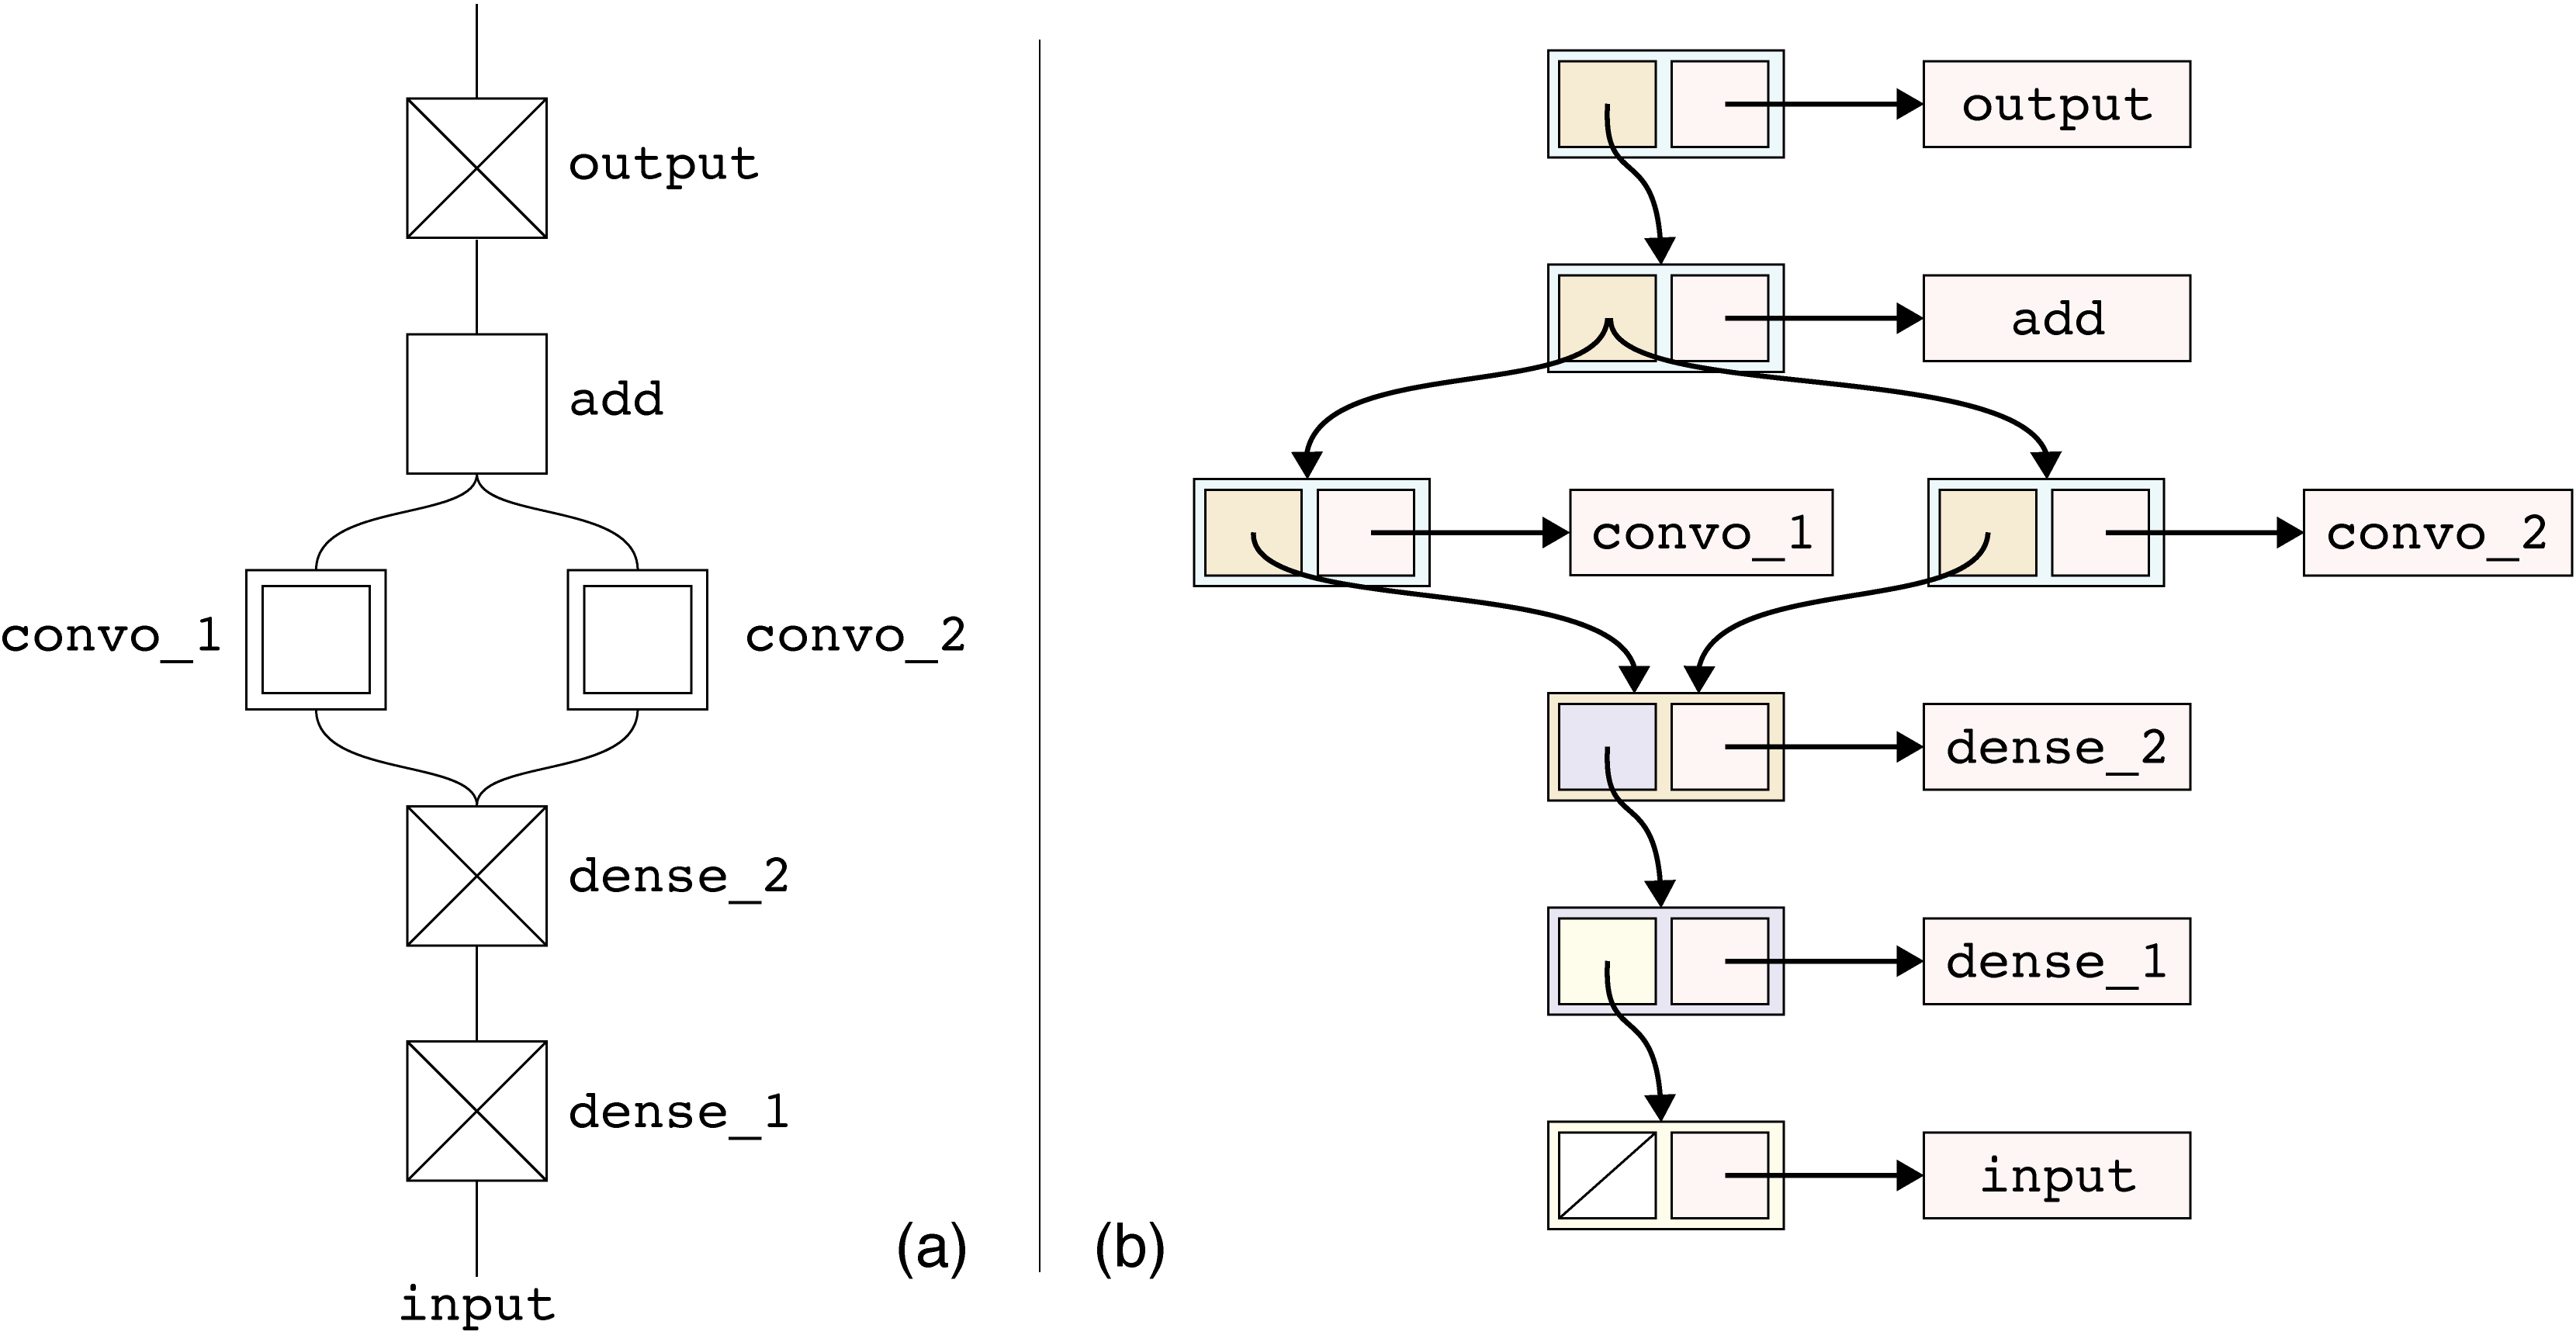 output
add
convo_1
convo_2
dense_2
dense_1
input
(a)
output
add
convo_1
convo_2
dense_2
dense_1
input
(b)